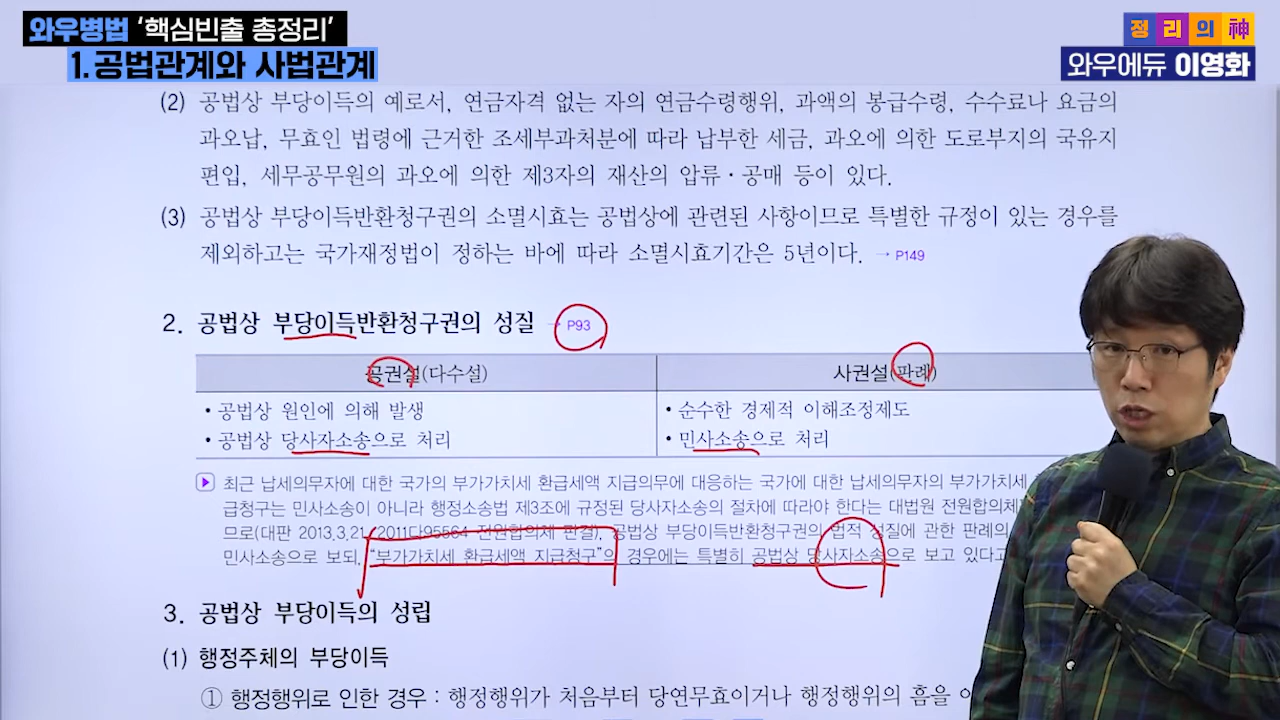 와우병법 '핵심빈출 총정리'
1. 공법관계와 사법관계
정리의神
와우에듀 이영화
(2) 공법상 부당이득의 예로서, 연금자격 없는 자의 연금수령행위, 과액의 봉급수령, 수수료나 요금의
과오납, 무효인 법령에 근거한 조세부과처분에 따라 납부한 세금, 과오에 의한 도로부지의 국유지
편입, 세무공무원의 과오에 의한 제3자의 재산의 압류·공매 등이 있다.
(3) 공법상 부당이득반환청구권의 소멸시효는 공법상에 관련된 사항이므로 특별한 규정이 있는 경우를
제외하고는 국가재정법이 정하는 바에 따라 소멸시효기간은 5년이다. → P149
2. 공법상 부당이득반환청구권의 성질 → P93
공권설(다수설) 사권설(판례)
• 공법상 원인에 의해 발생 • 순수한 경제적 이해조정제도
• 공법상 당사자소송으로 처리 • 민사소송으로 처리
최근 납세의무자에 대한 국가의 부가가치세 환급세액 지급의무에 대응하는 국가에 대한 납세의무자의 부가가치세
급청구는 민사소송이 아니라 행정소송법 제3조에 규정된 당사자소송의 절차에 따라야 한다는 대법원 전원합의체
므로(대판 2013.3.21, 2011다95564 전원합의체 판결), 공법상 부당이득반환청구권의 법적 성질에 관한 판례의
민사소송으로 보되, "부가가치세 환급세액 지급청구"의 경우에는 특별히 공법상 당사자소송으로 보고 있다고
3. 공법상 부당이득의 성립
(1) 행정주체의 부당이득
① 행정행위로 인한 경우 : 행정행위가 처음부터 당연무효이거나 행정행위의 흠을